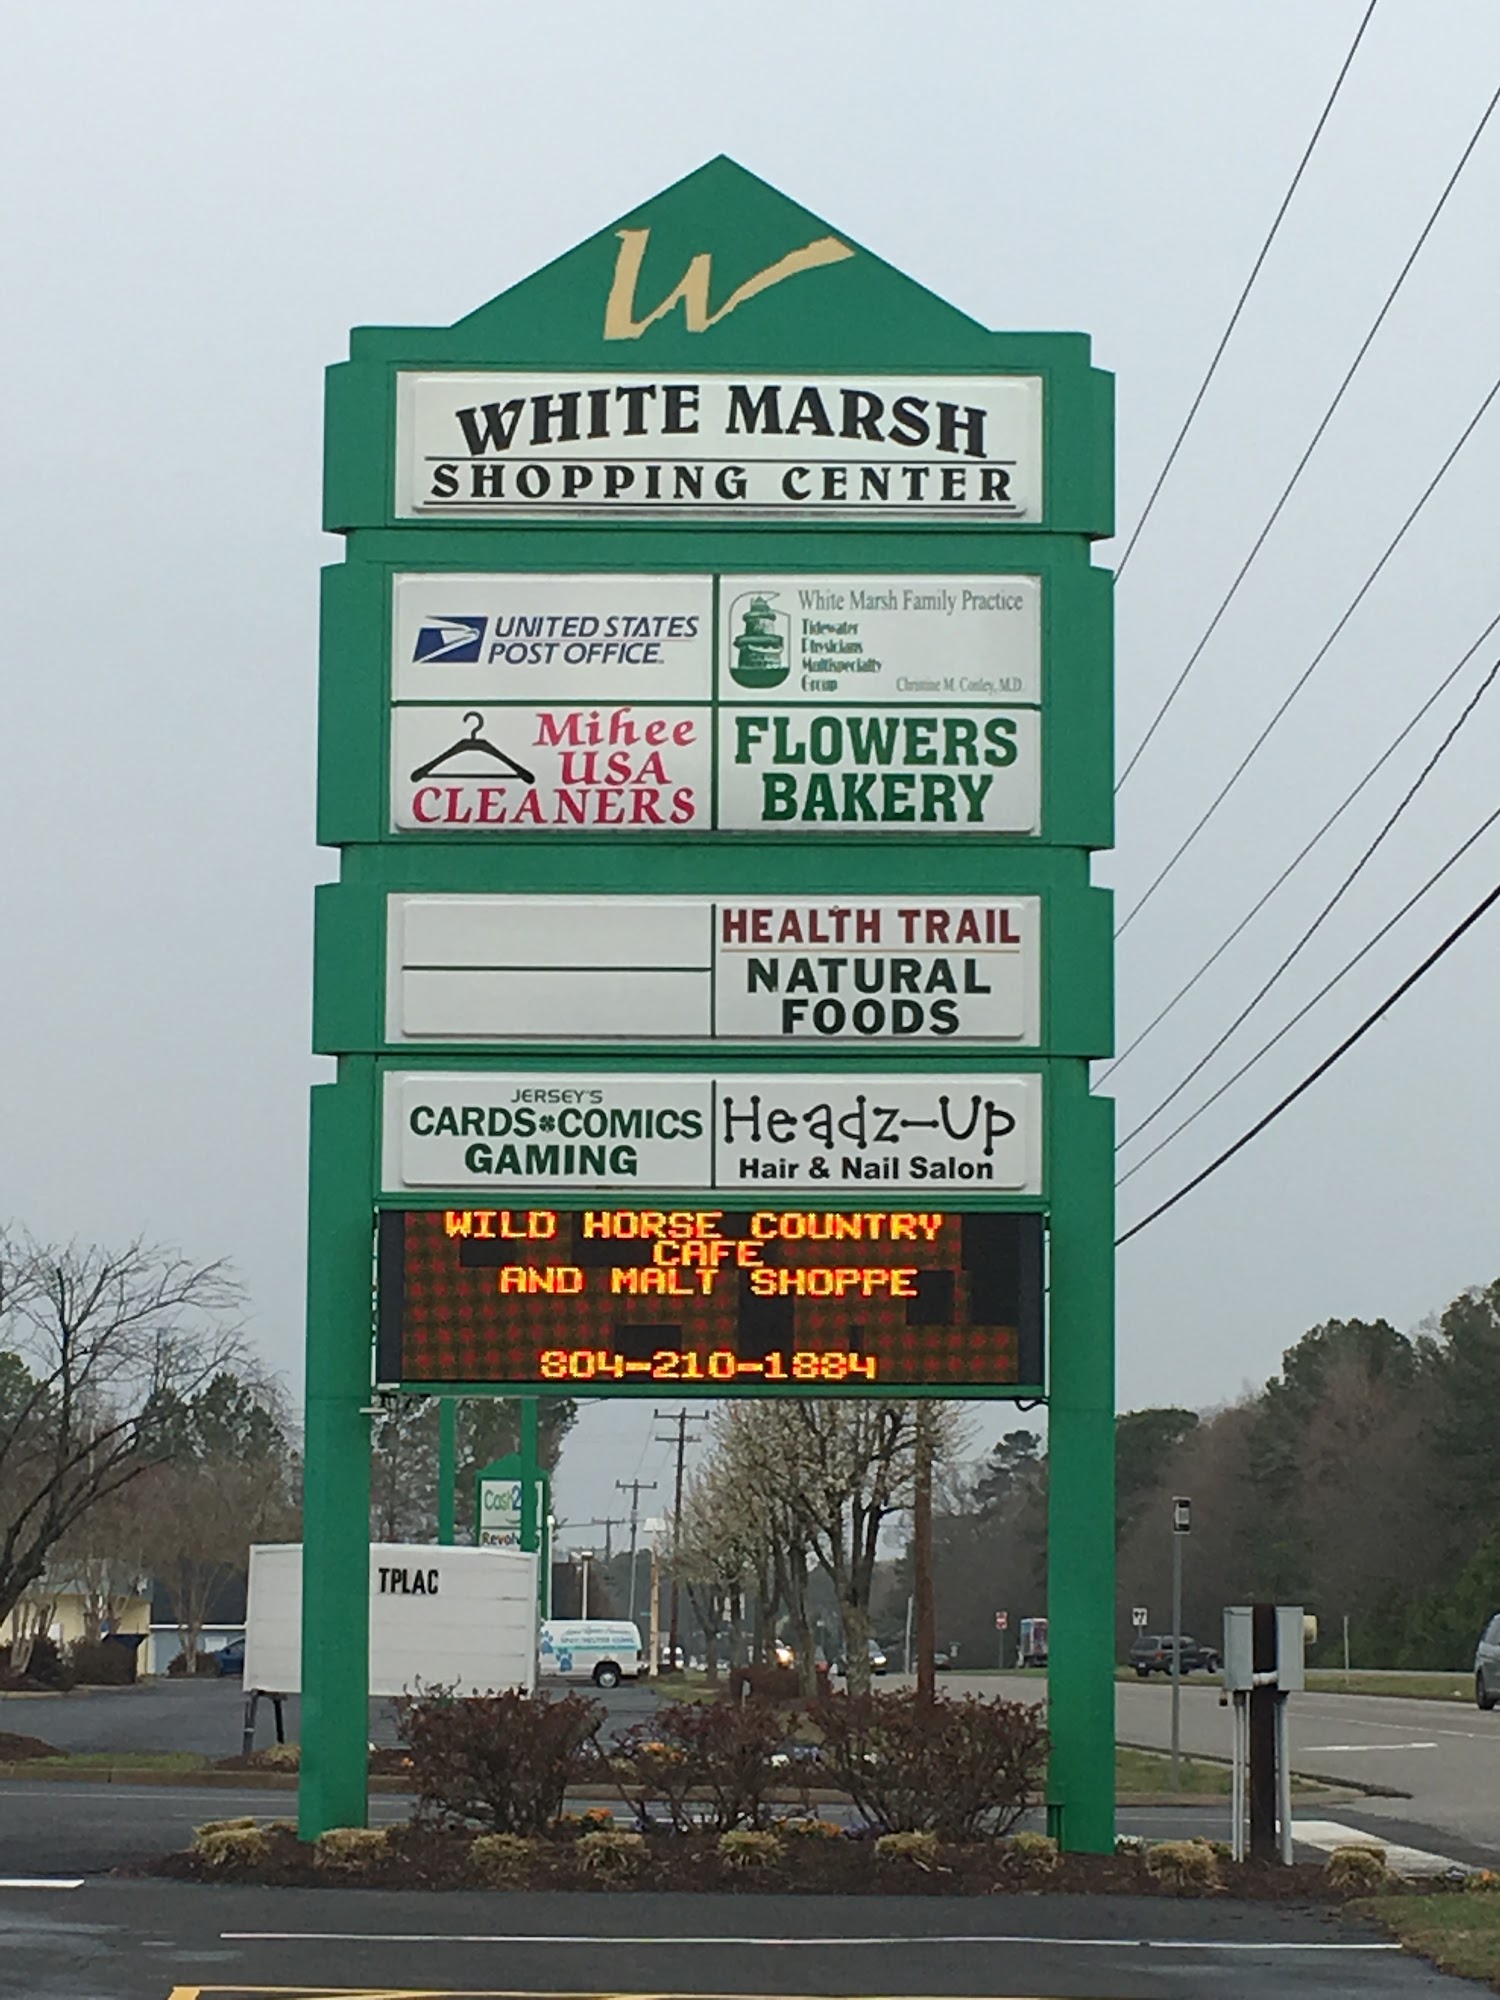 W
WHITE MARSH
SHOPPING CENTER
UNITED STATES
POST OFFICE
White Marsh Family Practice
Tidewater
Physicians
Multispecialty
Group
Christine M. Conley, M.D.
Mihee
USA
CLEANERS
FLOWERS
BAKERY
HEALTH TRAIL
NATURAL
FOODS
JERSEY'S
CARDS COMICS
GAMING
Headz-Up
Hair & Nail Salon
WILD HORSE COUNTRY
CAFE
AND MALT SHOPPE
804-210-1884
Cash2
TPLAC